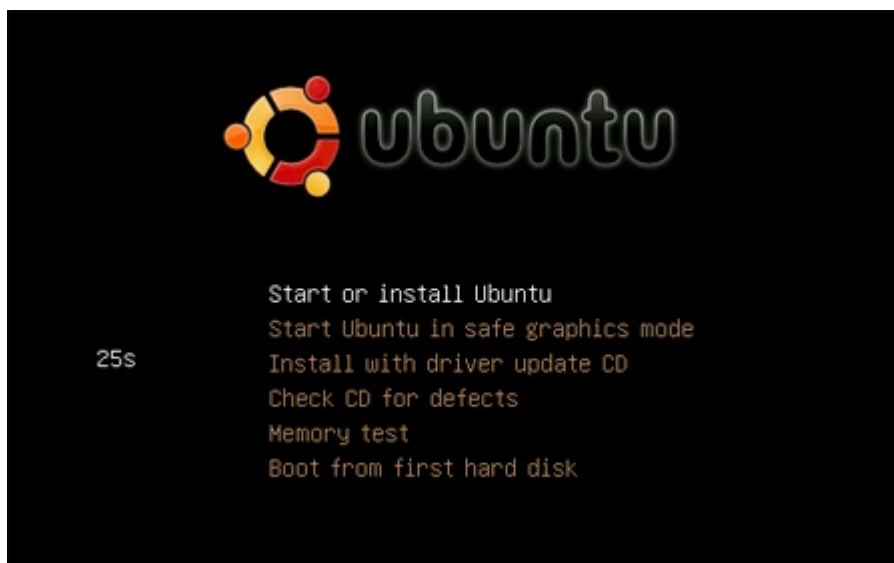 ubuntu
Start or install Ubuntu
Start Ubuntu in safe graphics mode
25s
Install with driver update CD
Check CD for defects
Memory test
Boot from first hard disk